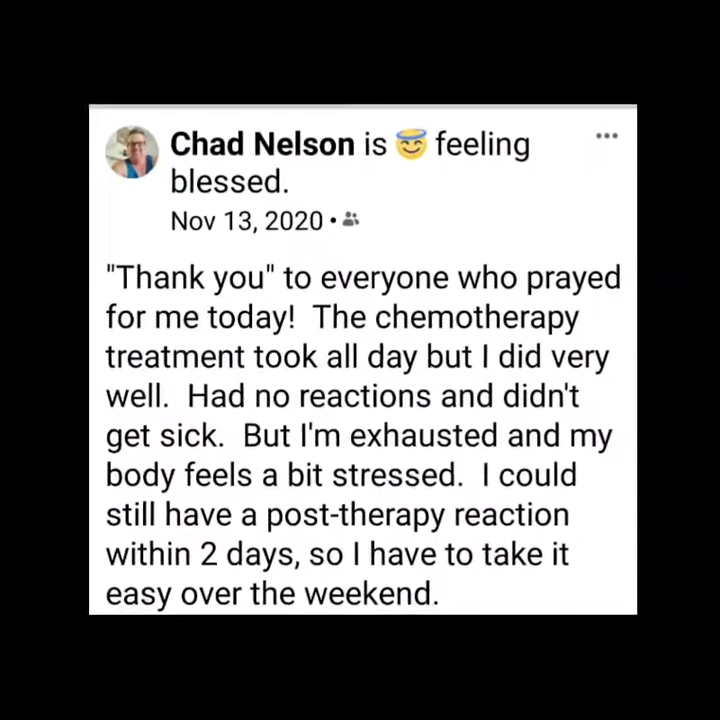 Chad Nelson is 😇 feeling
blessed.
Nov 13, 2020 •
"Thank you" to everyone who prayed
for me today!  The chemotherapy
treatment took all day but I did very
well.  Had no reactions and didn't
get sick.  But I'm exhausted and my
body feels a bit stressed.  I could
still have a post-therapy reaction
within 2 days, so I have to take it
easy over the weekend.